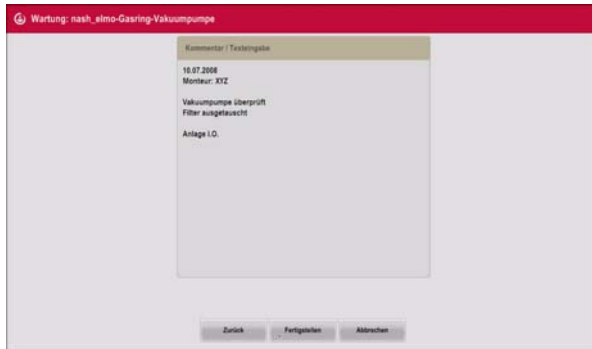 Wartung: nash_elmo-Gasring-Vakuumpumpe
Kommentar / Texteingabe
10.07.2008
Monteur: XYZ
Vakuumpumpe überprüft
Filter ausgetauscht
Anlage I.O.
Zurück
Fertigstellen
Abbrechen